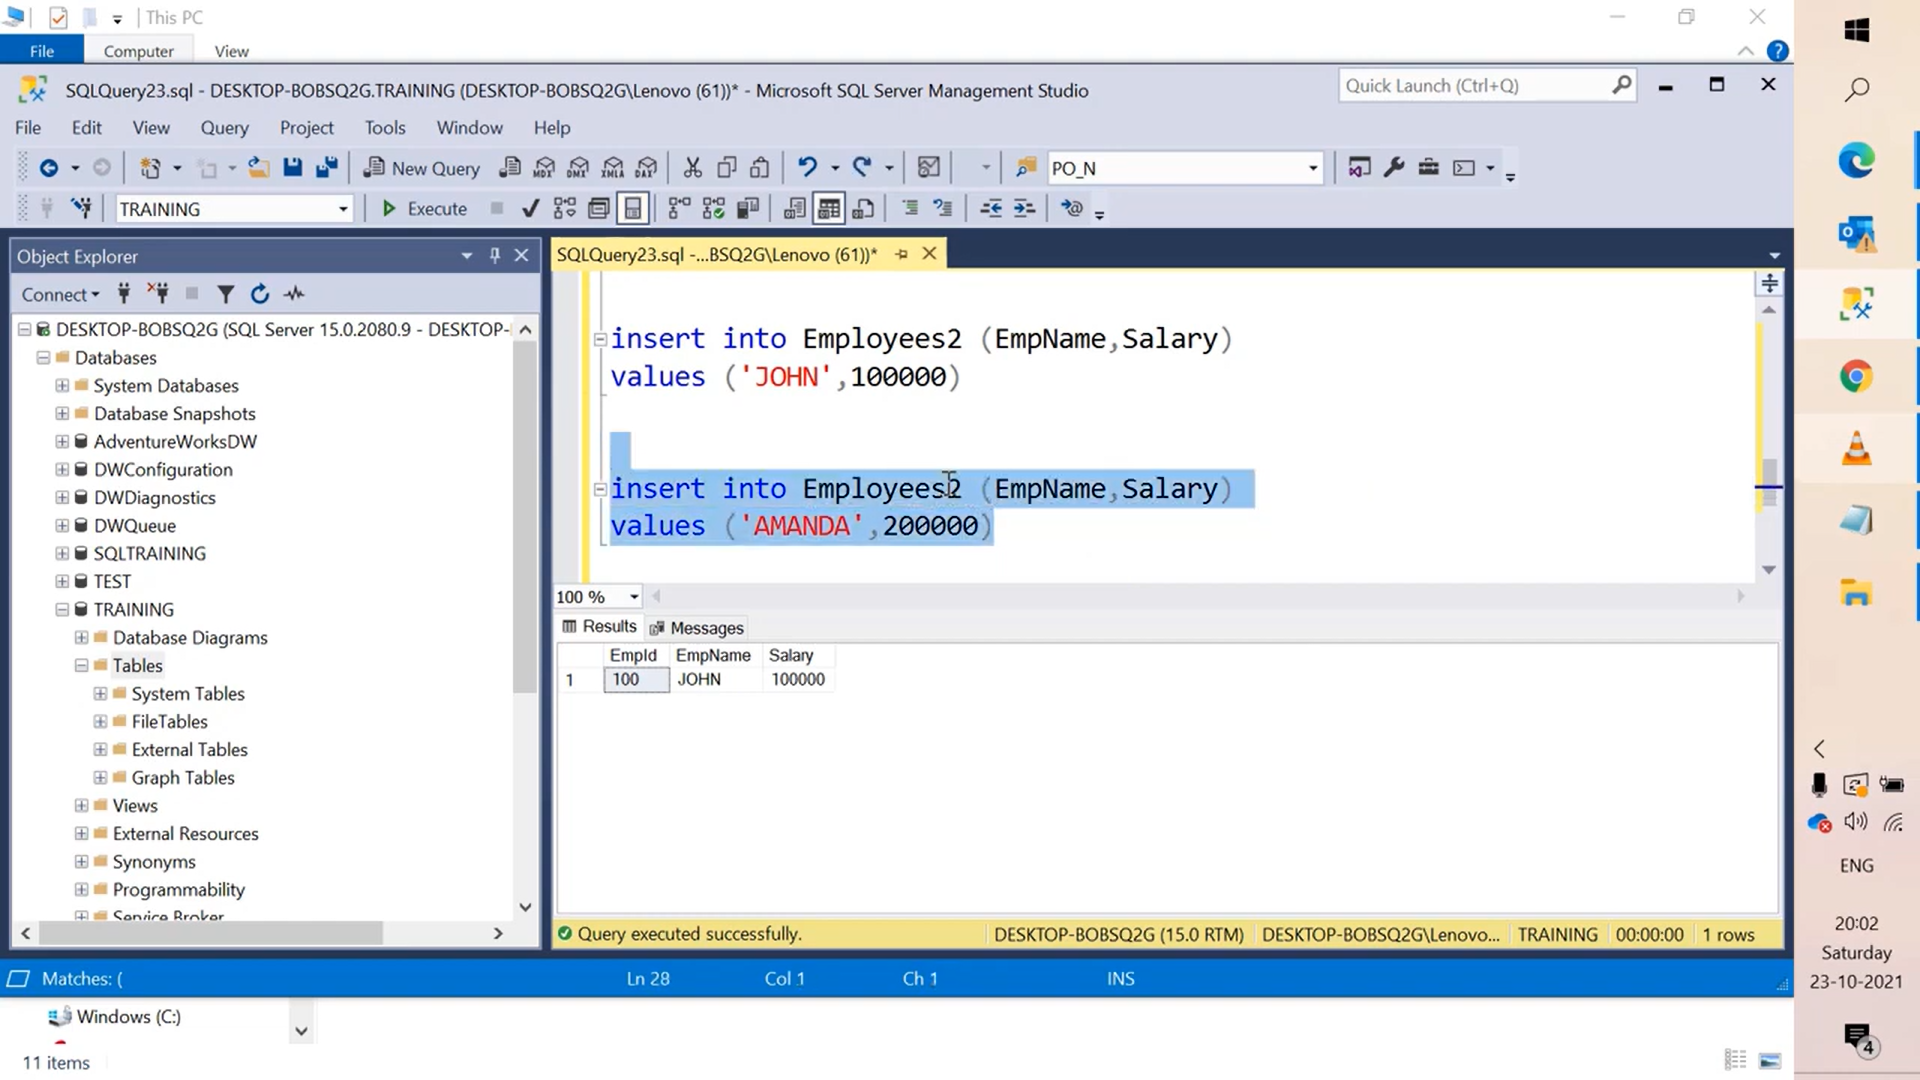 This PC
File Computer View
SQLQuery23.sql - DESKTOP-BOBSQ2G.TRAINING (DESKTOP-BOBSQ2G\Lenovo (61))* - Microsoft SQL Server Management Studio
Quick Launch (Ctrl+Q)
File Edit View Query Project Tools Window Help
New Query
MDX DMX XMLA DAX
PO_N
TRAINING
Execute
Object Explorer
SQLQuery23.sql -...BSQ2G\Lenovo (61))*
Connect
DESKTOP-BOBSQ2G (SQL Server 15.0.2080.9 - DESKTOP-
Databases
System Databases
Database Snapshots
AdventureWorksDW
DWConfiguration
DWDiagnostics
DWQueue
SQLTRAINING
TEST
TRAINING
Database Diagrams
Tables
System Tables
FileTables
External Tables
Graph Tables
Views
External Resources
Synonyms
Programmability
Service Broker
insert into Employees2 (EmpName,Salary)
values ('JOHN',100000)
insert into Employees2 (EmpName,Salary)
values ('AMANDA',200000)
100 %
Results Messages
EmpId EmpName Salary
1 100 JOHN 100000
Query executed successfully.
DESKTOP-BOBSQ2G (15.0 RTM)
DESKTOP-BOBSQ2G\Lenovo...
TRAINING
00:00:00
1 rows
Matches: (
Ln 28 Col 1 Ch 1 INS
Windows (C:)
11 items
ENG
20:02
Saturday
23-10-2021
4